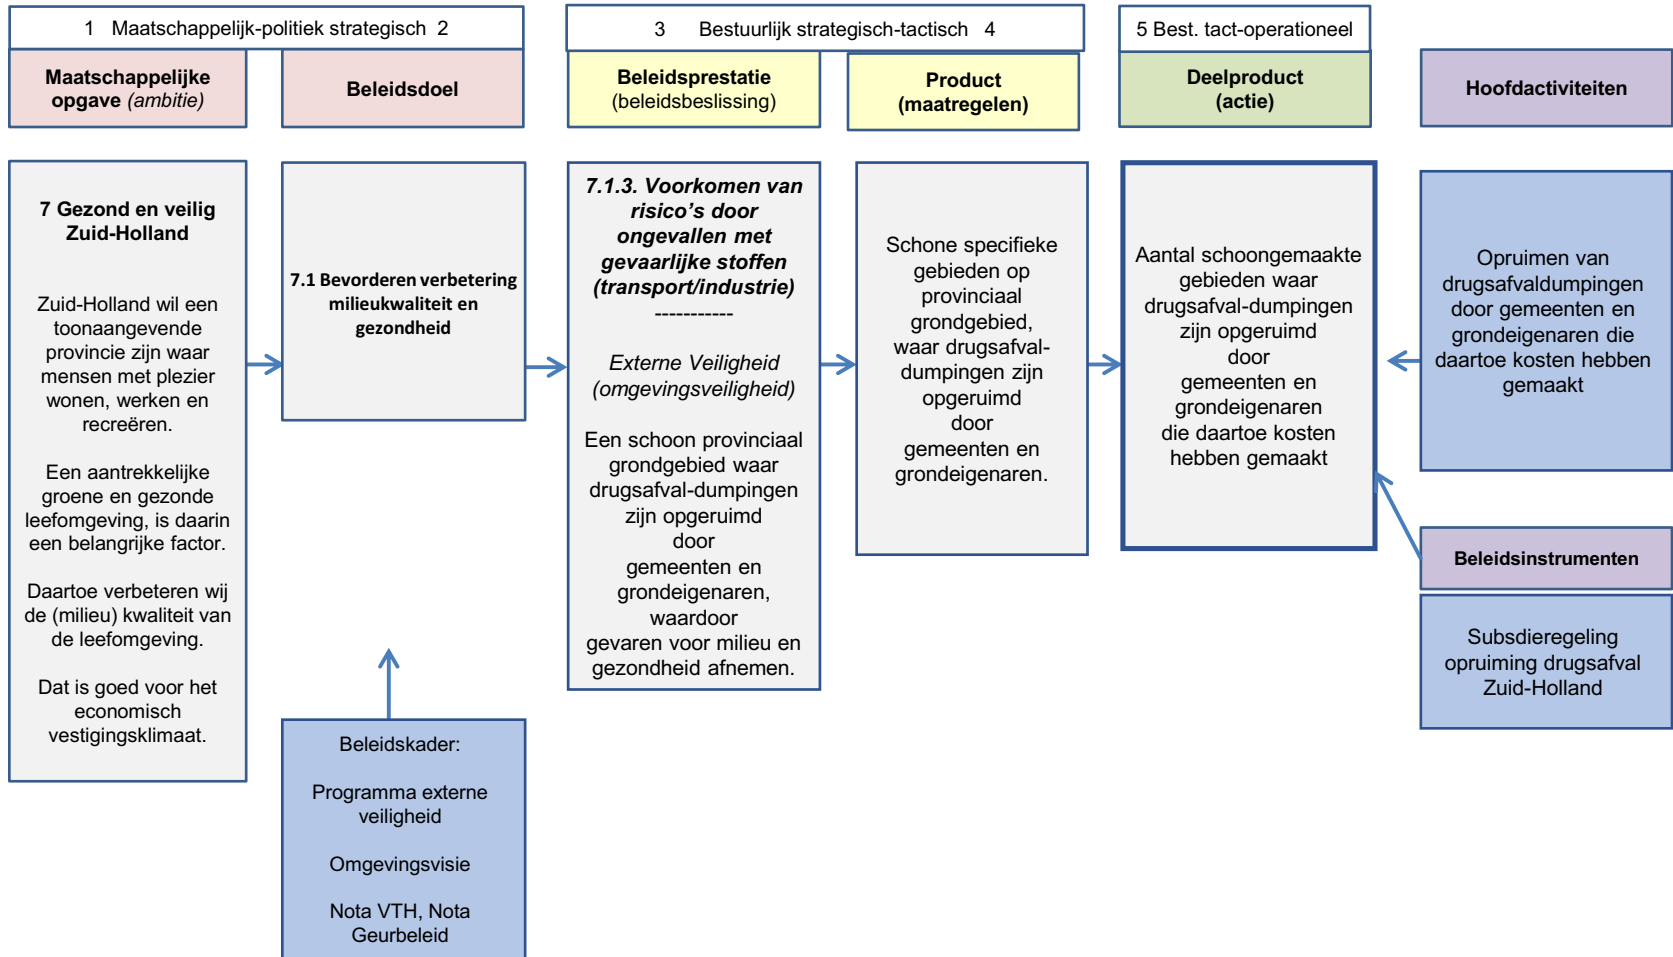 1 Maatschappelijk-politiek strategisch 2
3 Bestuurlijk strategisch-tactisch 4
5 Best. tact-operationeel
Maatschappelijke
opgave (ambitie)
Beleidsdoel
Beleidsprestatie
(beleidsbeslissing)
Product
(maatregelen)
Deelproduct
(actie)
Hoofdactiviteiten
7 Gezond en veilig
Zuid-Holland
Zuid-Holland wil een
toonaangevende
provincie zijn waar
mensen met plezier
wonen, werken en
recreëren.
Een aantrekkelijke
groene en gezonde
leefomgeving, is daarin
een belangrijke factor.
Daartoe verbeteren wij
de (milieu) kwaliteit van
de leefomgeving.
Dat is goed voor het
economisch
vestigingsklimaat.
7.1 Bevorderen verbetering
milieukwaliteit en
gezondheid
Beleidskader:
Programma externe
veiligheid
Omgevingsvisie
Nota VTH, Nota
Geurbeleid
7.1.3. Voorkomen van
risico's door
ongevallen met
gevaarlijke stoffen
(transport/industrie)
-----------
Externe Veiligheid
(omgevingsveiligheid)
Een schoon provinciaal
grondgebied waar
drugsafval-dumpingen
zijn opgeruimd
door
gemeenten en
grondeigenaren,
waardoor
gevaren voor milieu en
gezondheid afnemen.
Schone specifieke
gebieden op
provinciaal
grondgebied,
waar drugsafval-
dumpingen zijn
opgeruimd
door
gemeenten en
grondeigenaren.
Aantal schoongemaakte
gebieden waar
drugsafval-dumpingen
zijn opgeruimd
door
gemeenten en
grondeigenaren
die daartoe kosten
hebben gemaakt
Opruimen van
drugsafvaldumpingen
door gemeenten en
grondeigenaren die
daartoe kosten hebben
gemaakt
Beleidsinstrumenten
Subsdieregeling
opruiming drugsafval
Zuid-Holland